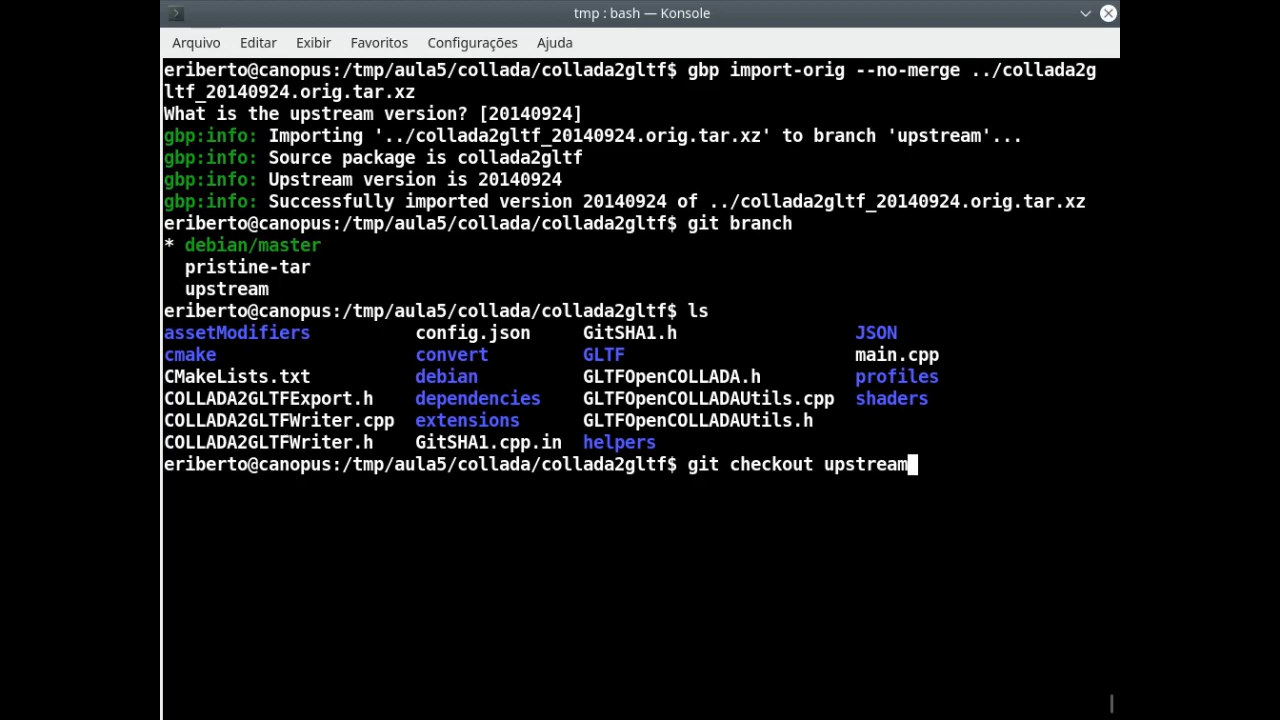 tmp : bash — Konsole
Arquivo Editar Exibir Favoritos Configurações Ajuda
eriberto@canopus:/tmp/aula5/collada/collada2gltf$ gbp import-orig --no-merge ../collada2g
ltf_20140924.orig.tar.xz
What is the upstream version? [20140924]
gbp:info: Importing '../collada2gltf_20140924.orig.tar.xz' to branch 'upstream'...
gbp:info: Source package is collada2gltf
gbp:info: Upstream version is 20140924
gbp:info: Successfully imported version 20140924 of ../collada2gltf_20140924.orig.tar.xz
eriberto@canopus:/tmp/aula5/collada/collada2gltf$ git branch
* debian/master
  pristine-tar
  upstream
eriberto@canopus:/tmp/aula5/collada/collada2gltf$ ls
assetModifiers          config.json     GitSHA1.h                 JSON
cmake                   convert         GLTF                      main.cpp
CMakeLists.txt          debian          GLTFOpenCOLLADA.h         profiles
COLLADA2GLTFExport.h    dependencies    GLTFOpenCOLLADAUtils.cpp  shaders
COLLADA2GLTFWriter.cpp  extensions      GLTFOpenCOLLADAUtils.h
COLLADA2GLTFWriter.h    GitSHA1.cpp.in  helpers
eriberto@canopus:/tmp/aula5/collada/collada2gltf$ git checkout upstream